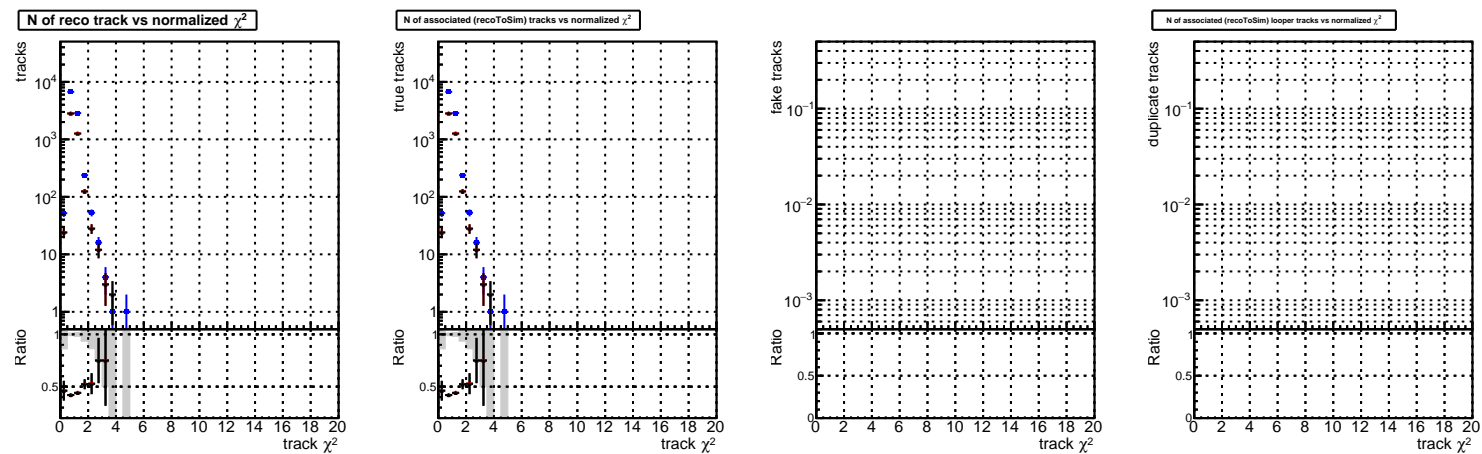 N of reco track vs normalized χ²
tracks
10⁴
10³
10²
10
1
Ratio
1
0.5
0 2 4 6 8 10 12 14 16 18 20
track χ²
N of associated (recoToSim) tracks vs normalized χ²
true tracks
10⁴
10³
10²
10
1
Ratio
1
0.5
0 2 4 6 8 10 12 14 16 18 20
track χ²
fake tracks
10⁻¹
10⁻²
10⁻³
Ratio
1
0.5
0
0 2 4 6 8 10 12 14 16 18 20
track χ²
N of associated (recoToSim) looper tracks vs normalized χ²
duplicate tracks
10⁻¹
10⁻²
10⁻³
Ratio
1
0.5
0
0 2 4 6 8 10 12 14 16 18 20
track χ²